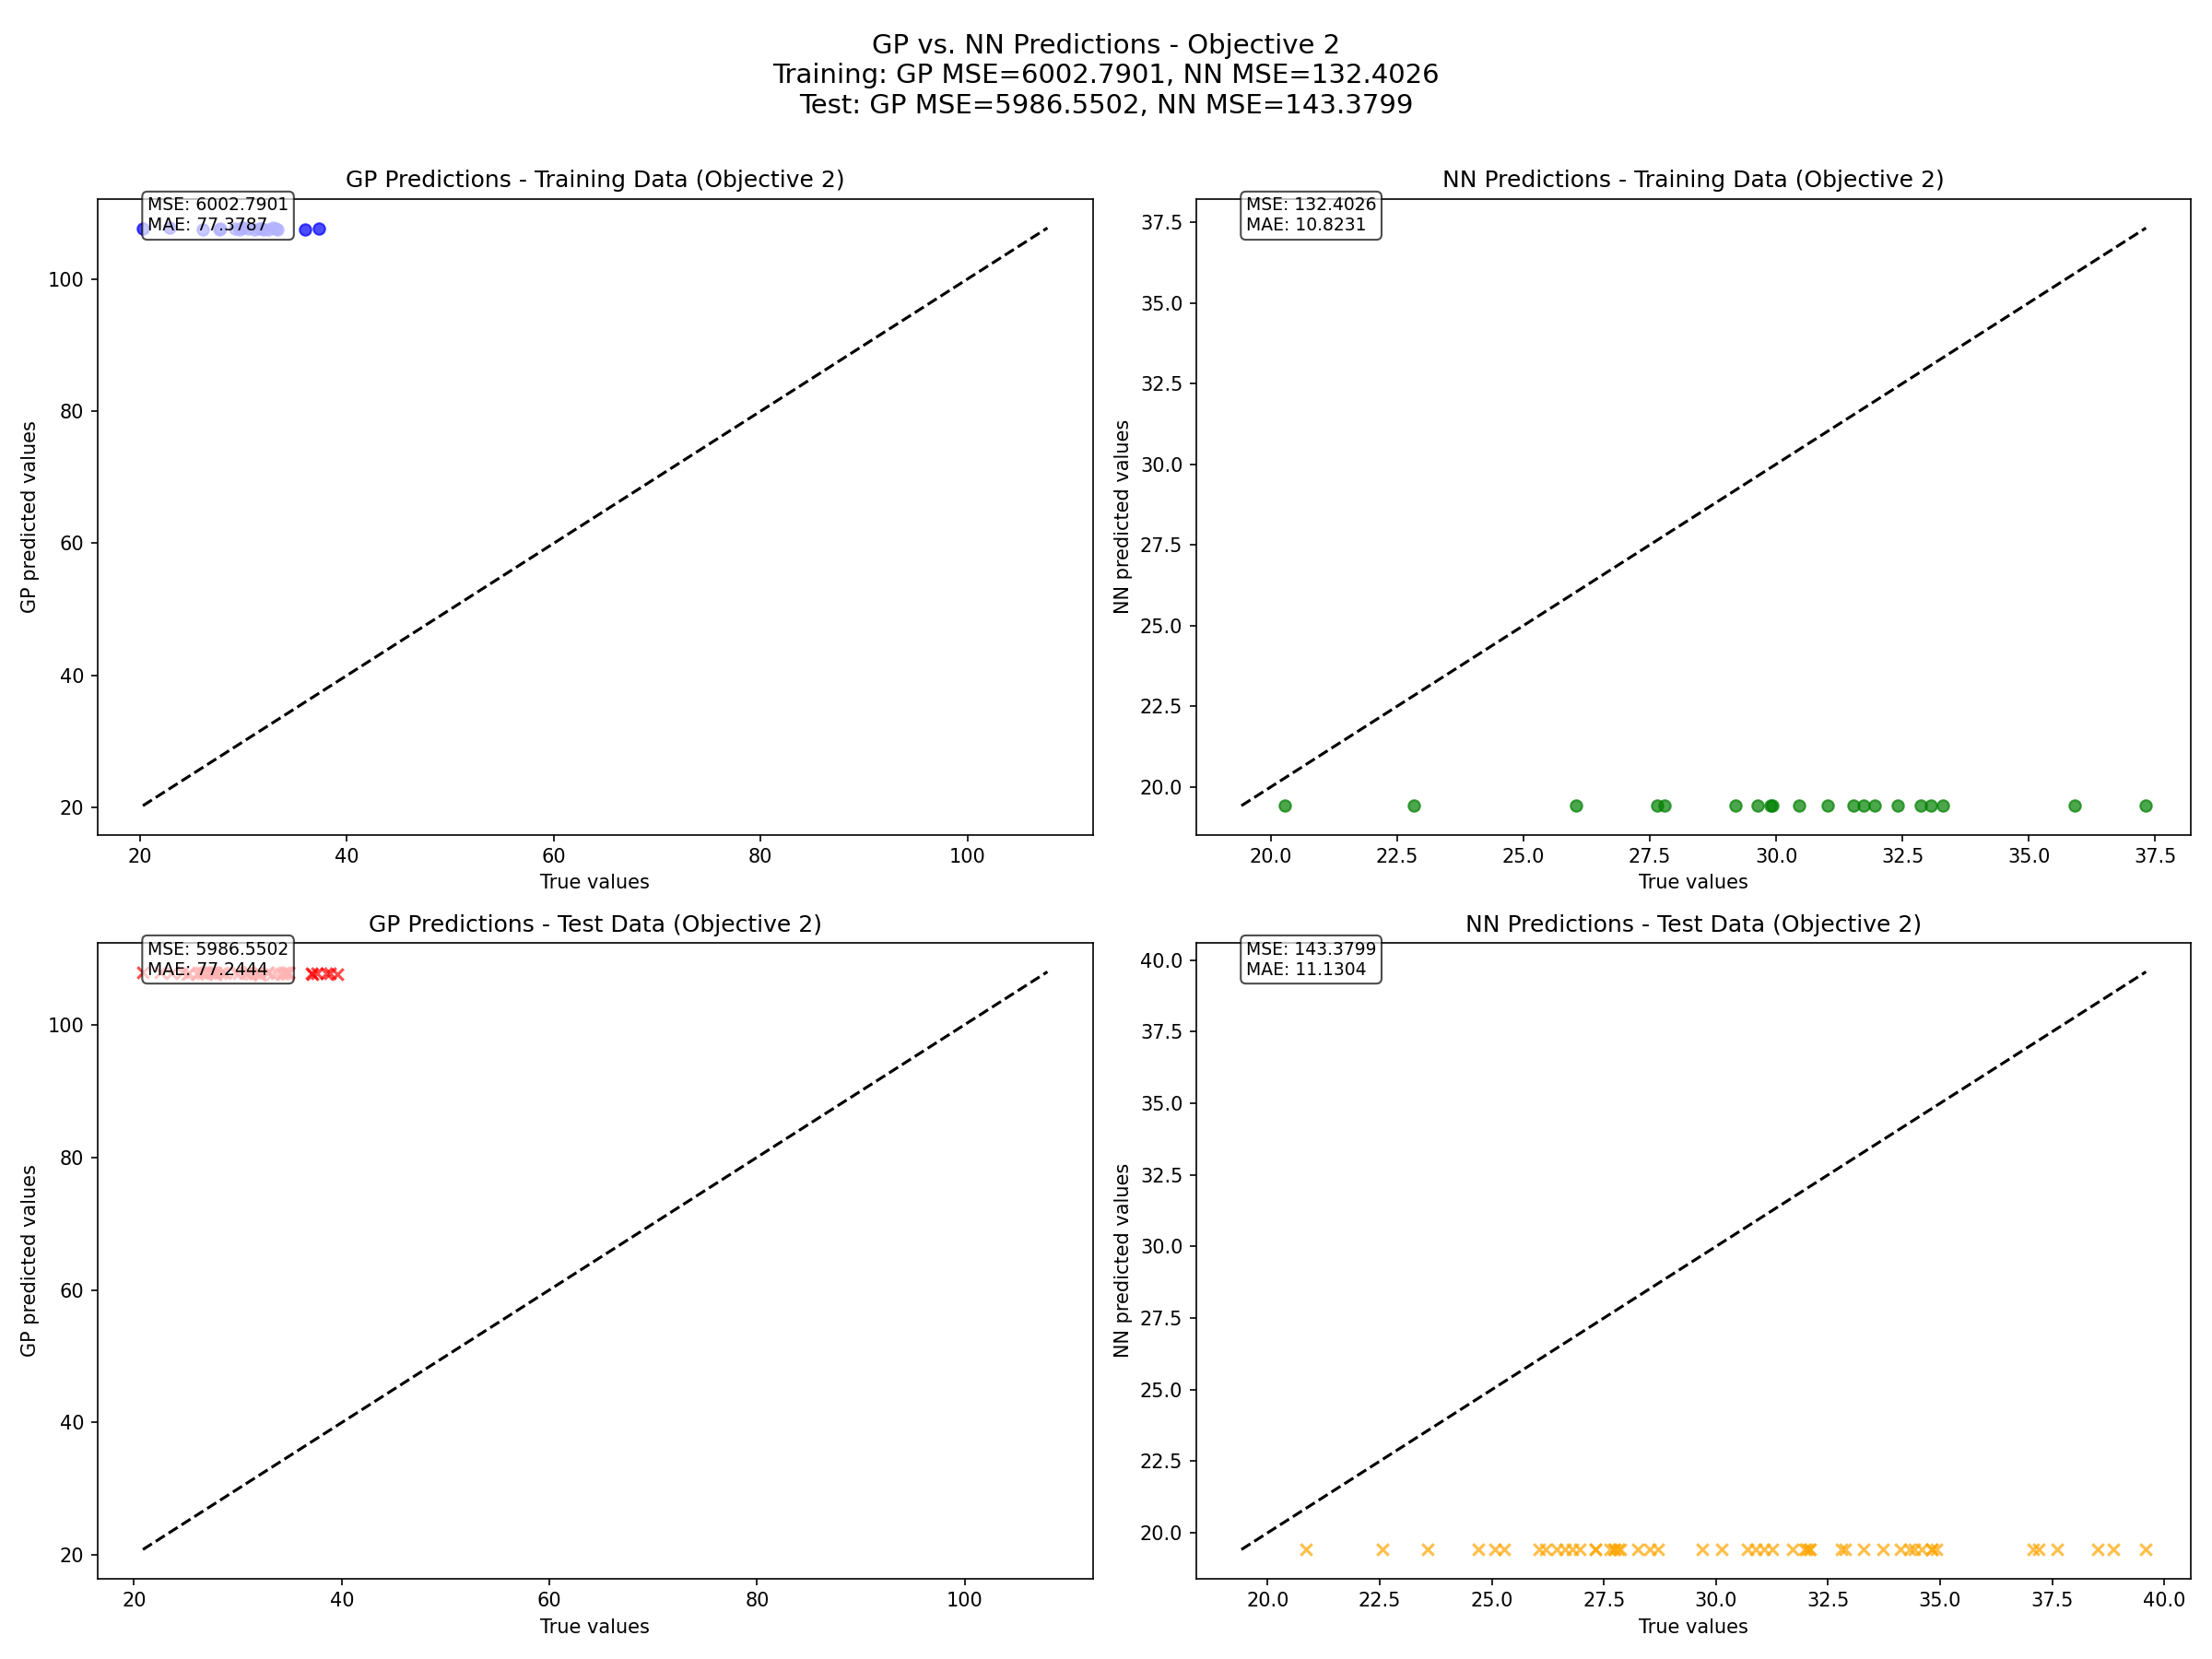 GP vs. NN Predictions - Objective 2
Training: GP MSE=6002.7901, NN MSE=132.4026
Test: GP MSE=5986.5502, NN MSE=143.3799
GP Predictions - Training Data (Objective 2)
MSE: 6002.7901
MAE: 77.3787
GP predicted values
100
80
60
40
20
20 40 60 80 100
True values
NN Predictions - Training Data (Objective 2)
MSE: 132.4026
MAE: 10.8231
NN predicted values
37.5
35.0
32.5
30.0
27.5
25.0
22.5
20.0
20.0 22.5 25.0 27.5 30.0 32.5 35.0 37.5
True values
GP Predictions - Test Data (Objective 2)
MSE: 5986.5502
MAE: 77.2444
GP predicted values
100
80
60
40
20
20 40 60 80 100
True values
NN Predictions - Test Data (Objective 2)
MSE: 143.3799
MAE: 11.1304
NN predicted values
40.0
37.5
35.0
32.5
30.0
27.5
25.0
22.5
20.0
20.0 22.5 25.0 27.5 30.0 32.5 35.0 37.5 40.0
True values